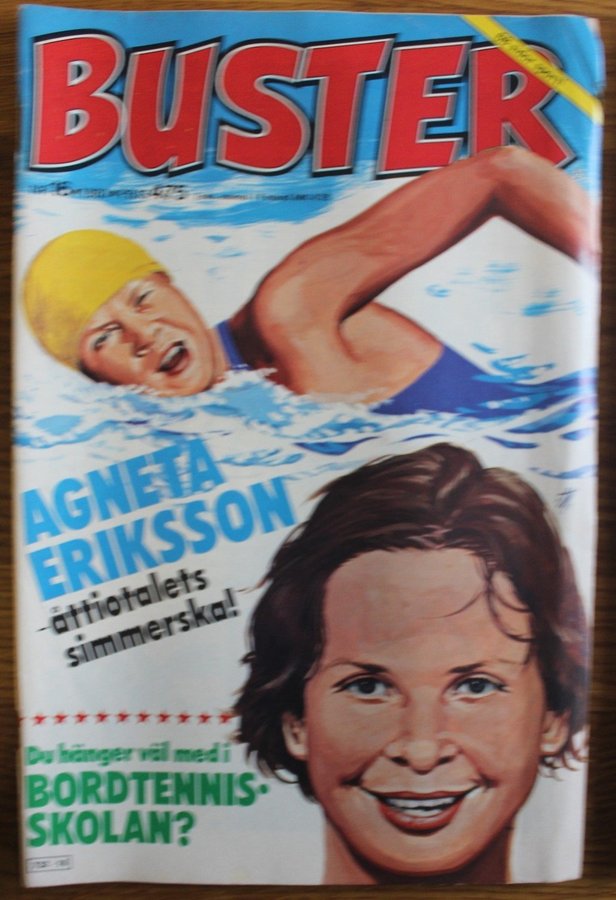 BUSTER
AGNETA
ERIKSSON
-åttiotalets
simmerska!
Du hänger väl med i
BORDTENNIS-
SKOLAN?